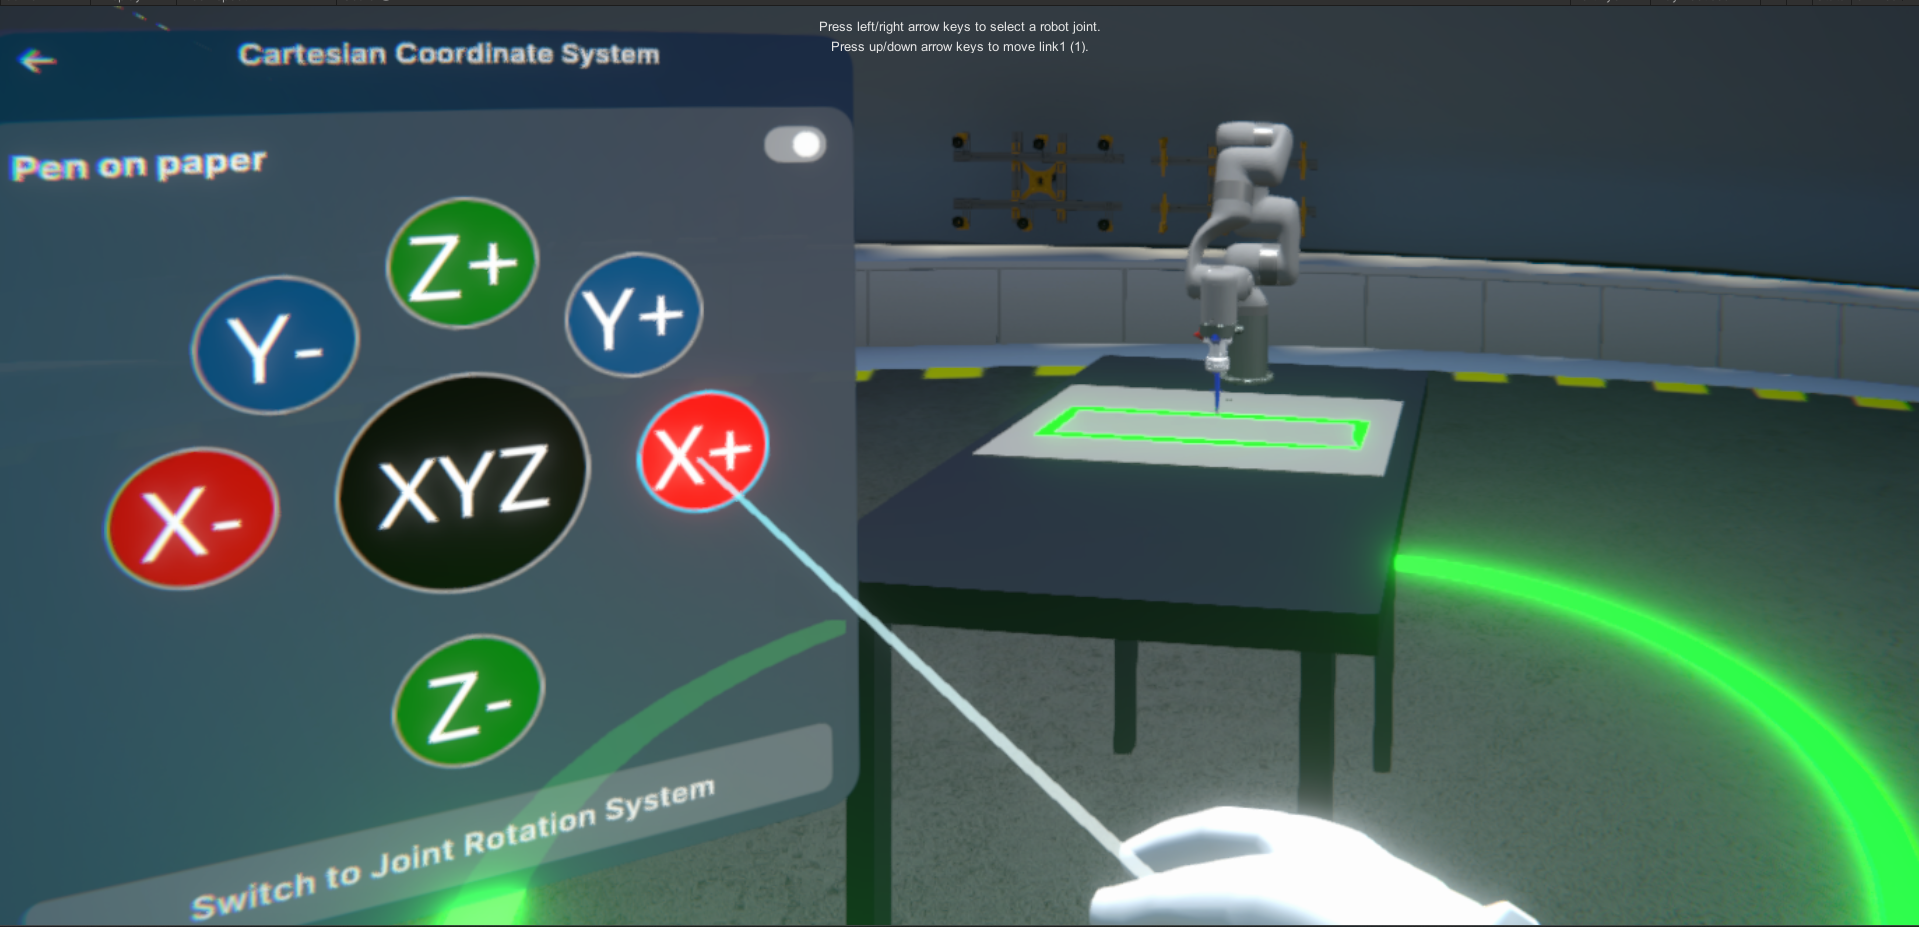 Press left/right arrow keys to select a robot joint.
Press up/down arrow keys to move link1 (1).
Cartesian Coordinate System
Pen on paper
Z+
Y-
Y+
X+
XYZ
X-
Z-
Switch to Joint Rotation System